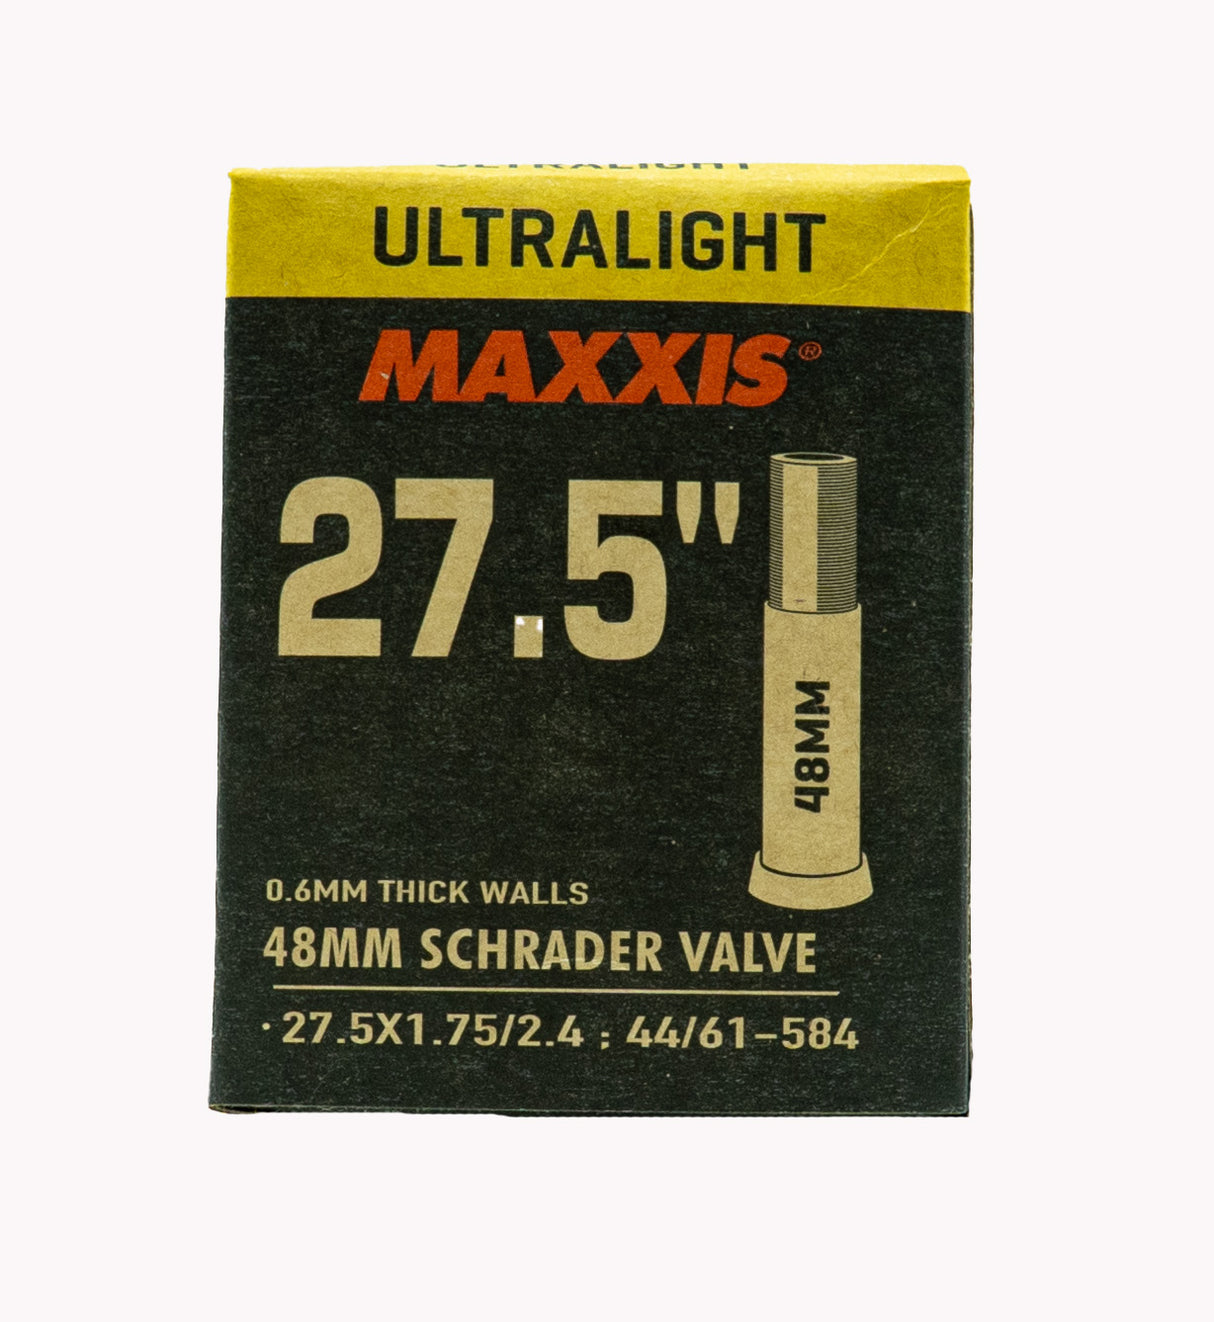 ULTRALIGHT
ULTRALIGHT
MAXXIS®
27.5"
48MM
0.6MM THICK WALLS
48MM SCHRADER VALVE
· 27.5X1.75/2.4 ; 44/61–584